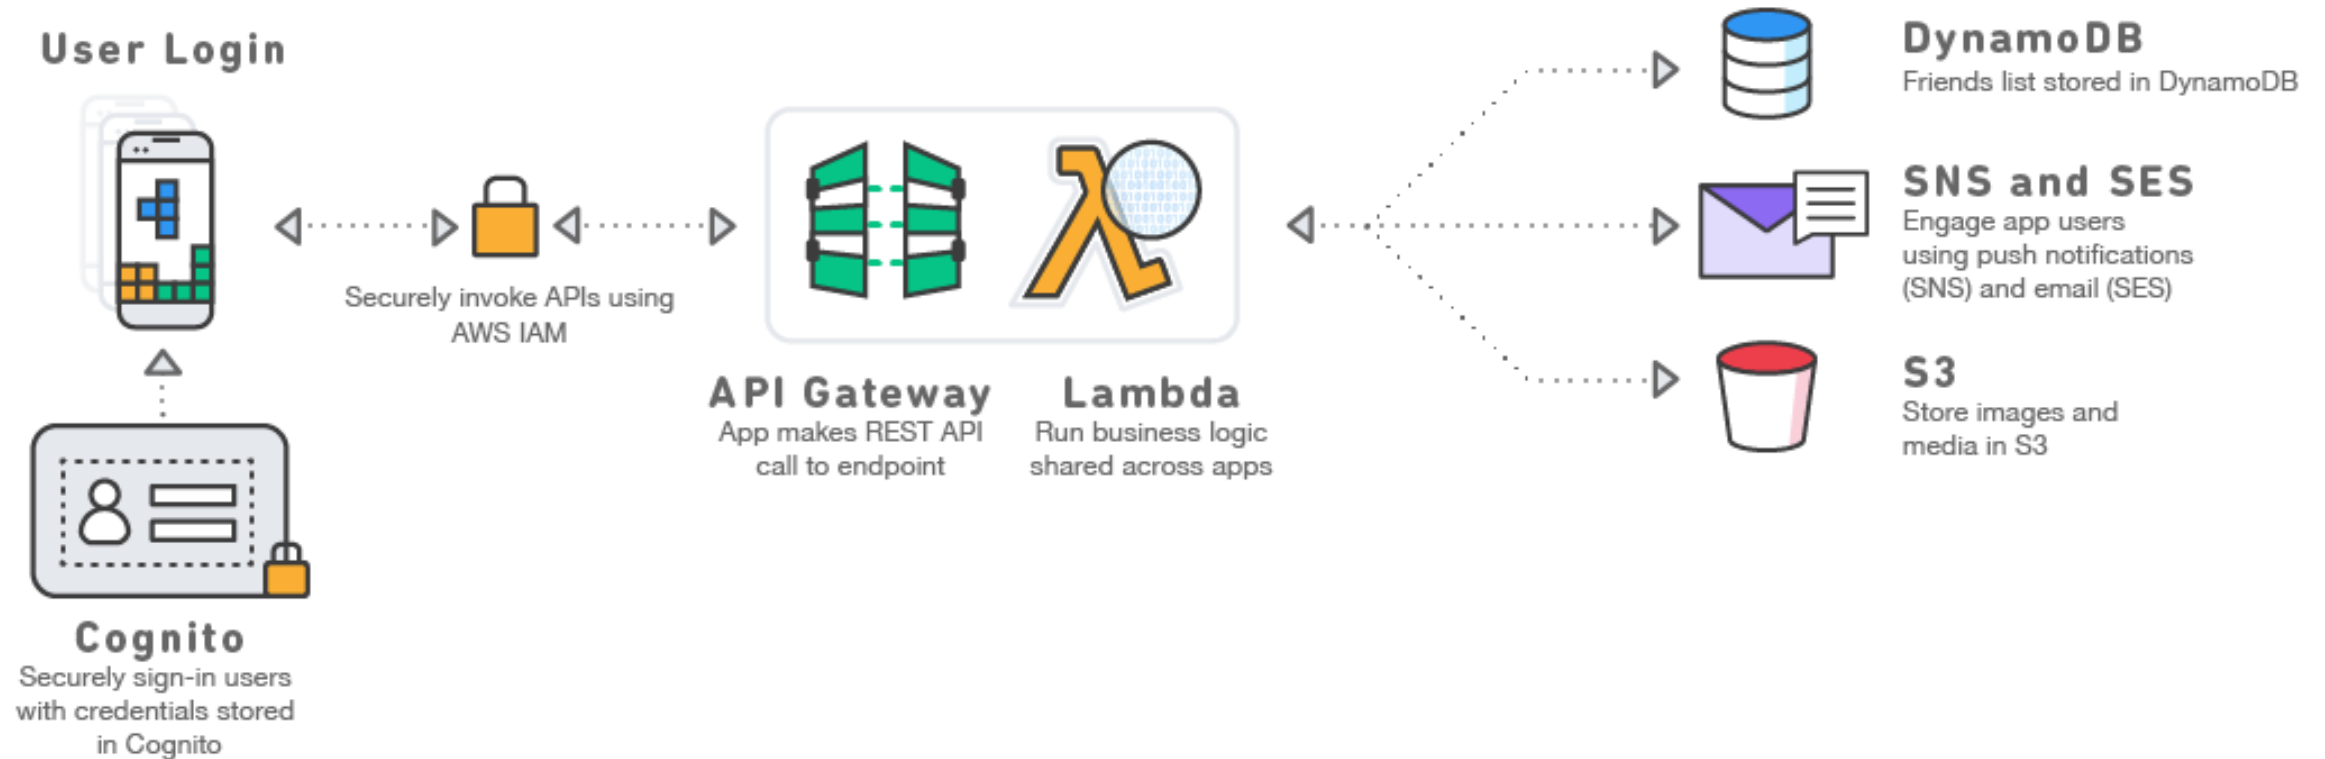 User Login
Securely invoke APIs using
AWS IAM
Cognito
Securely sign-in users
with credentials stored
in Cognito
API Gateway
App makes REST API
call to endpoint
Lambda
Run business logic
shared across apps
DynamoDB
Friends list stored in DynamoDB
SNS and SES
Engage app users
using push notifications
(SNS) and email (SES)
S3
Store images and
media in S3